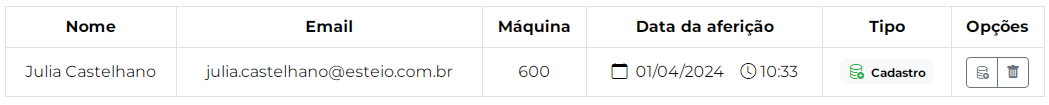 Nome Email Máquina Data da aferição Tipo Opções
Julia Castelhano julia.castelhano@esteio.com.br 600 01/04/2024 10:33 Cadastro